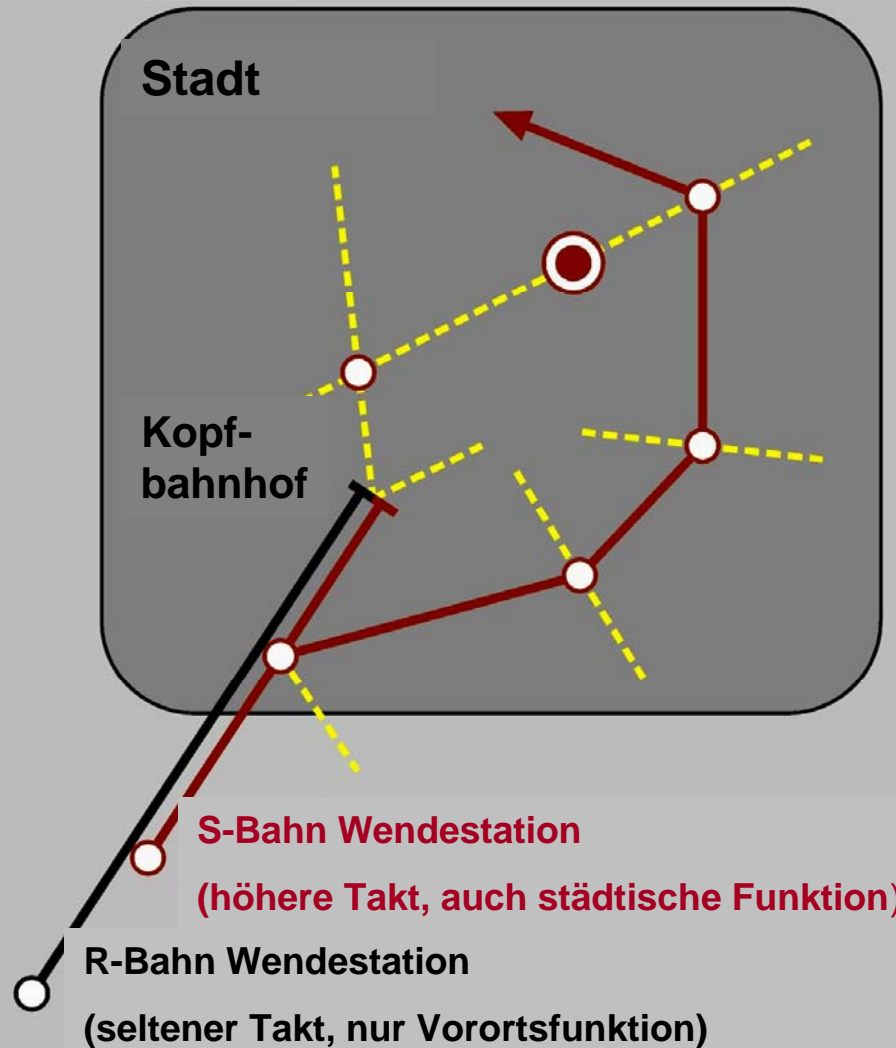 Stadt
Kopf-
bahnhof
S-Bahn Wendestation
(höhere Takt, auch städtische Funktion)
R-Bahn Wendestation
(seltener Takt, nur Vorortsfunktion)